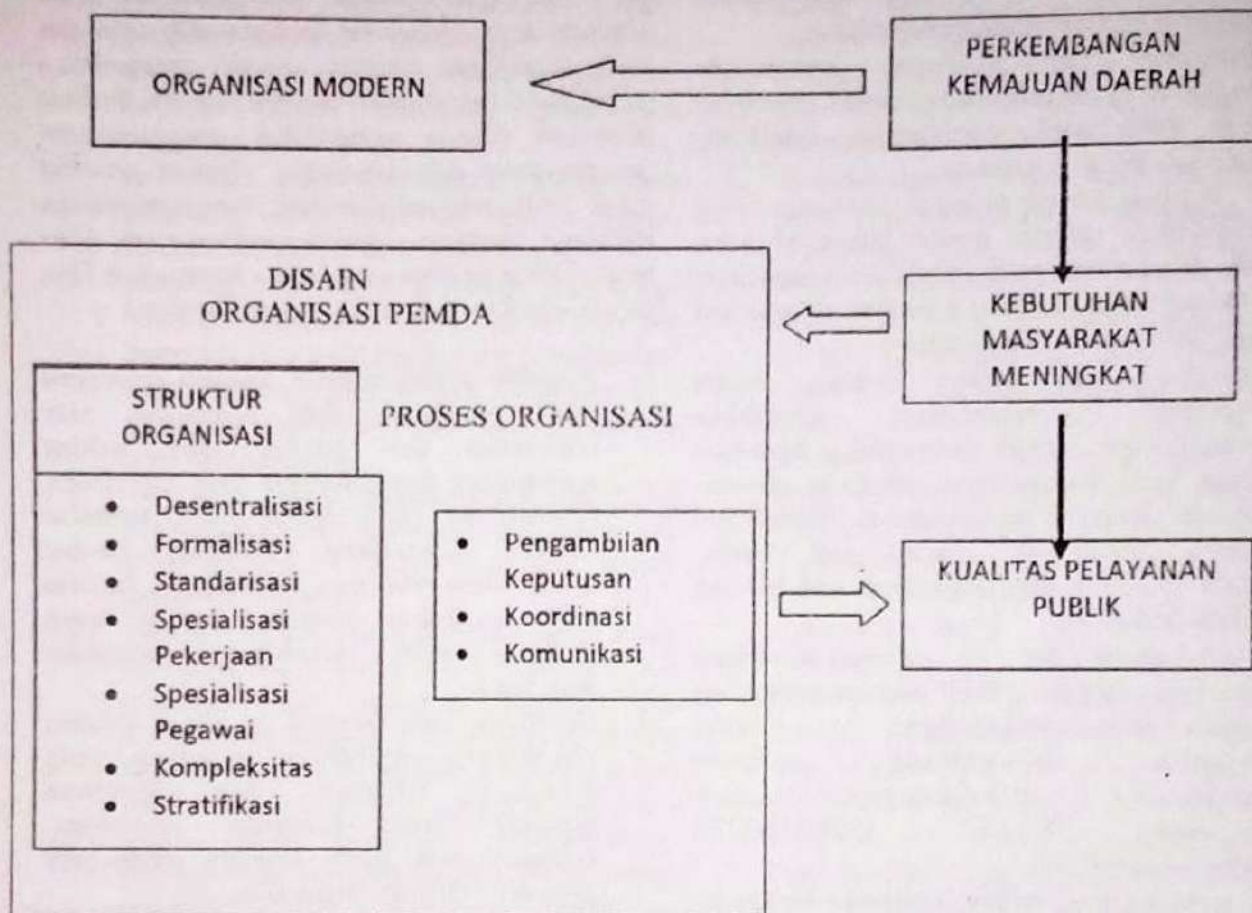 ORGANISASI MODERN
PERKEMBANGAN
KEMAJUAN DAERAH
DISAIN
ORGANISASI PEMDA
KEBUTUHAN
MASYARAKAT
MENINGKAT
STRUKTUR
ORGANISASI
PROSES ORGANISASI
• Desentralisasi
• Formalisasi
• Standarisasi
• Spesialisasi
Pekerjaan
• Spesialisasi
Pegawai
• Kompleksitas
• Stratifikasi
• Pengambilan
Keputusan
• Koordinasi
• Komunikasi
KUALITAS PELAYANAN
PUBLIK